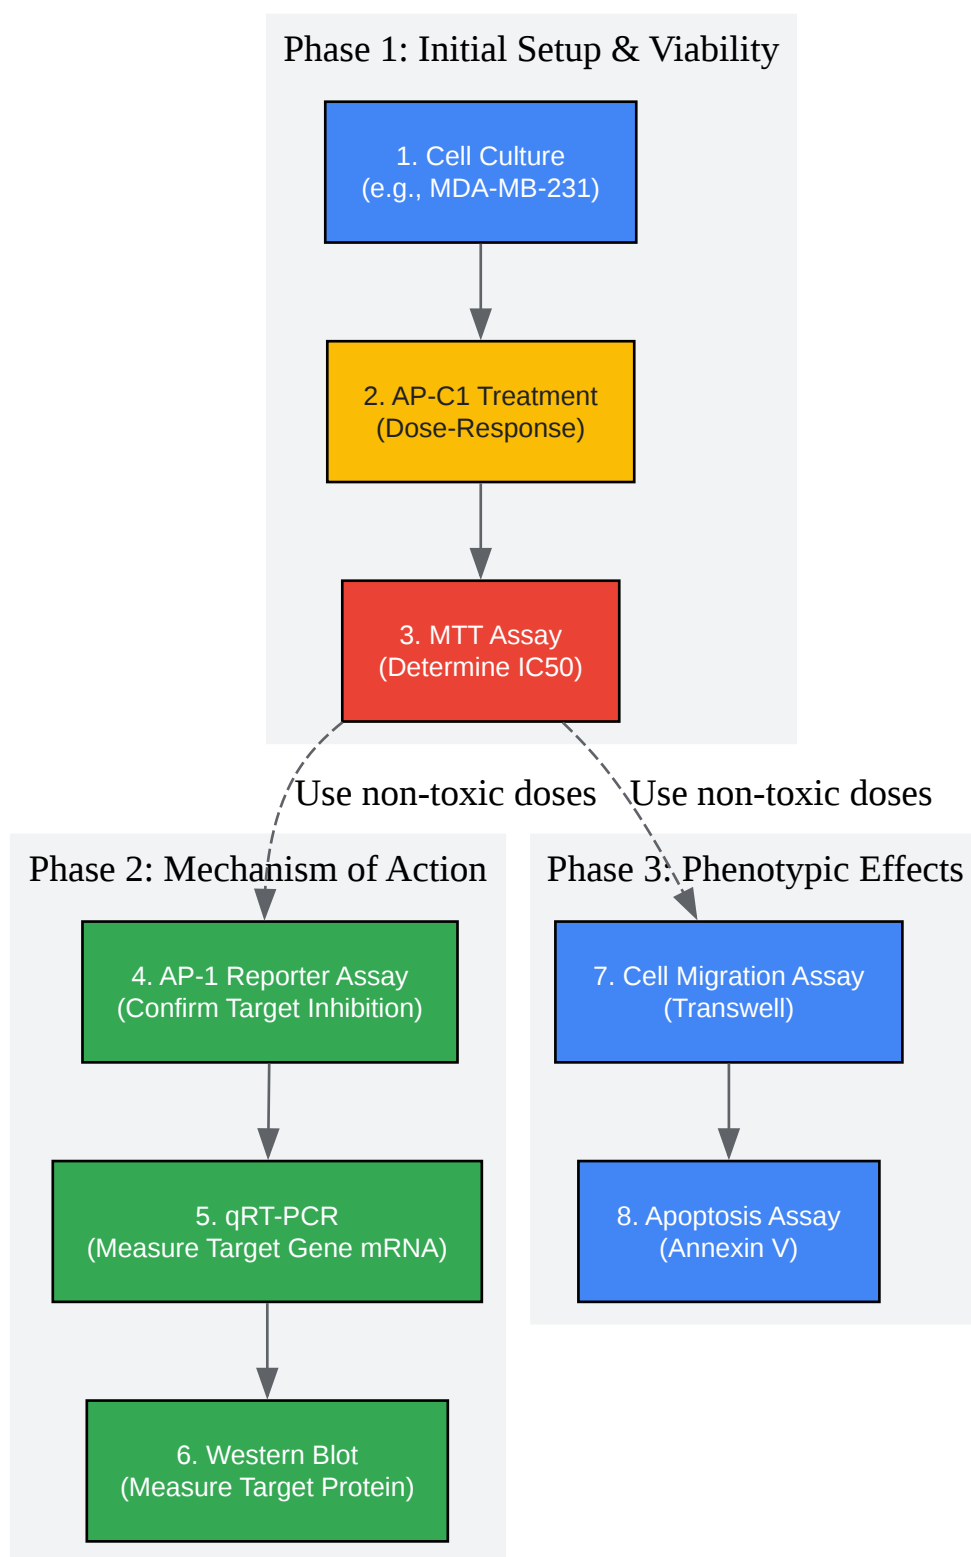 Phase 1: Initial Setup & Viability
1. Cell Culture
(e.g., MDA-MB-231)
2. AP-C1 Treatment
(Dose-Response)
3. MTT Assay
(Determine IC50)
Use non-toxic doses
Use non-toxic doses
Phase 2: Mechanism of Action
4. AP-1 Reporter Assay
(Confirm Target Inhibition)
5. qRT-PCR
(Measure Target Gene mRNA)
6. Western Blot
(Measure Target Protein)
Phase 3: Phenotypic Effects
7. Cell Migration Assay
(Transwell)
8. Apoptosis Assay
(Annexin V)